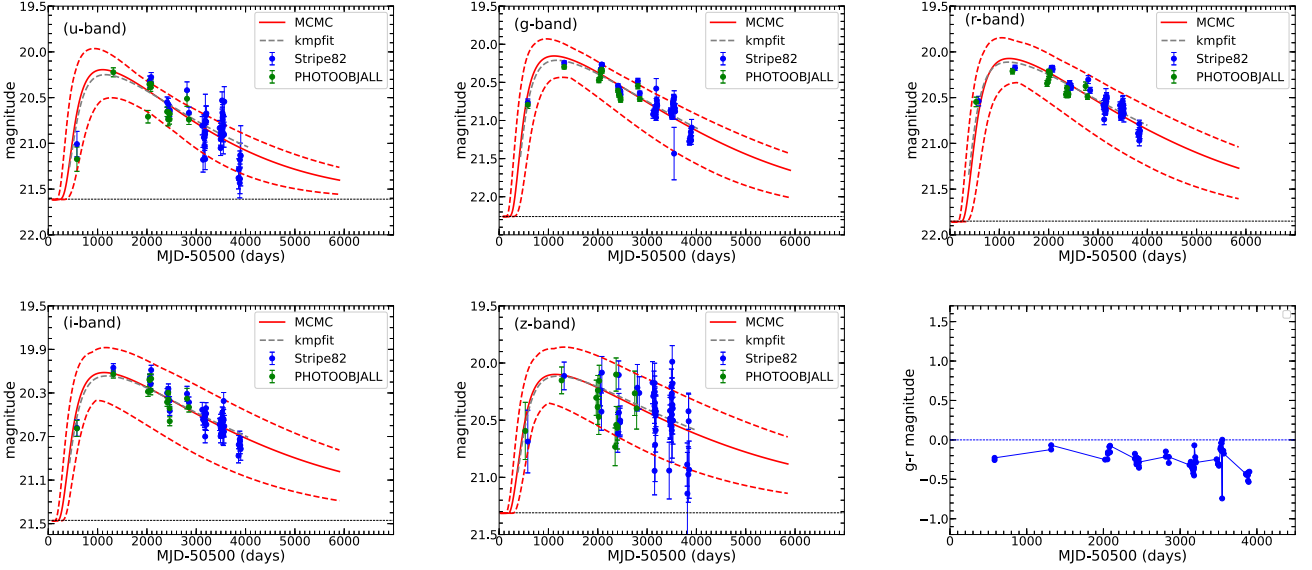 (u-band)
MCMC
kmpfit
Stripe82
PHOTOOBJALL
magnitude
19.5
20.0
20.5
21.0
21.5
22.0
0 1000 2000 3000 4000 5000 6000
MJD-50500 (days)
(g-band)
MCMC
kmpfit
Stripe82
PHOTOOBJALL
magnitude
20.0
20.5
21.0
21.5
22.0
0 1000 2000 3000 4000 5000 6000
MJD-50500 (days)
(r-band)
MCMC
kmpfit
Stripe82
PHOTOOBJALL
magnitude
19.5
20.0
20.5
21.0
21.5
22.0
0 1000 2000 3000 4000 5000 6000
MJD-50500 (days)
(i-band)
MCMC
kmpfit
Stripe82
PHOTOOBJALL
magnitude
19.5
19.9
20.3
20.7
21.1
21.5
0 1000 2000 3000 4000 5000 6000
MJD-50500 (days)
(z-band)
MCMC
kmpfit
Stripe82
PHOTOOBJALL
magnitude
19.5
20.0
20.5
21.0
21.5
0 1000 2000 3000 4000 5000 6000
MJD-50500 (days)
g-r magnitude
1.5
1.0
0.5
0.0
−0.5
−1.0
0 1000 2000 3000 4000
MJD-50500 (days)